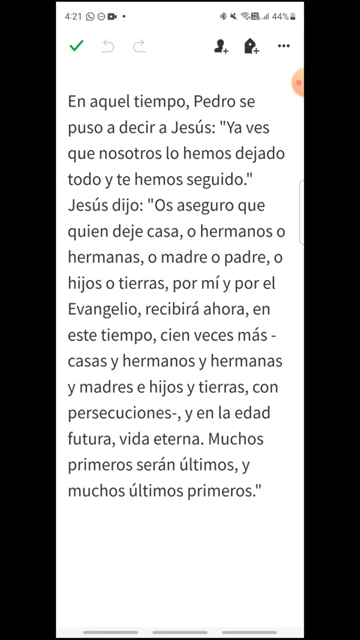 4:21
44%
En aquel tiempo, Pedro se
puso a decir a Jesús: "Ya ves
que nosotros lo hemos dejado
todo y te hemos seguido."
Jesús dijo: "Os aseguro que
quien deje casa, o hermanos o
hermanas, o madre o padre, o
hijos o tierras, por mí y por el
Evangelio, recibirá ahora, en
este tiempo, cien veces más -
casas y hermanos y hermanas
y madres e hijos y tierras, con
persecuciones-, y en la edad
futura, vida eterna. Muchos
primeros serán últimos, y
muchos últimos primeros."